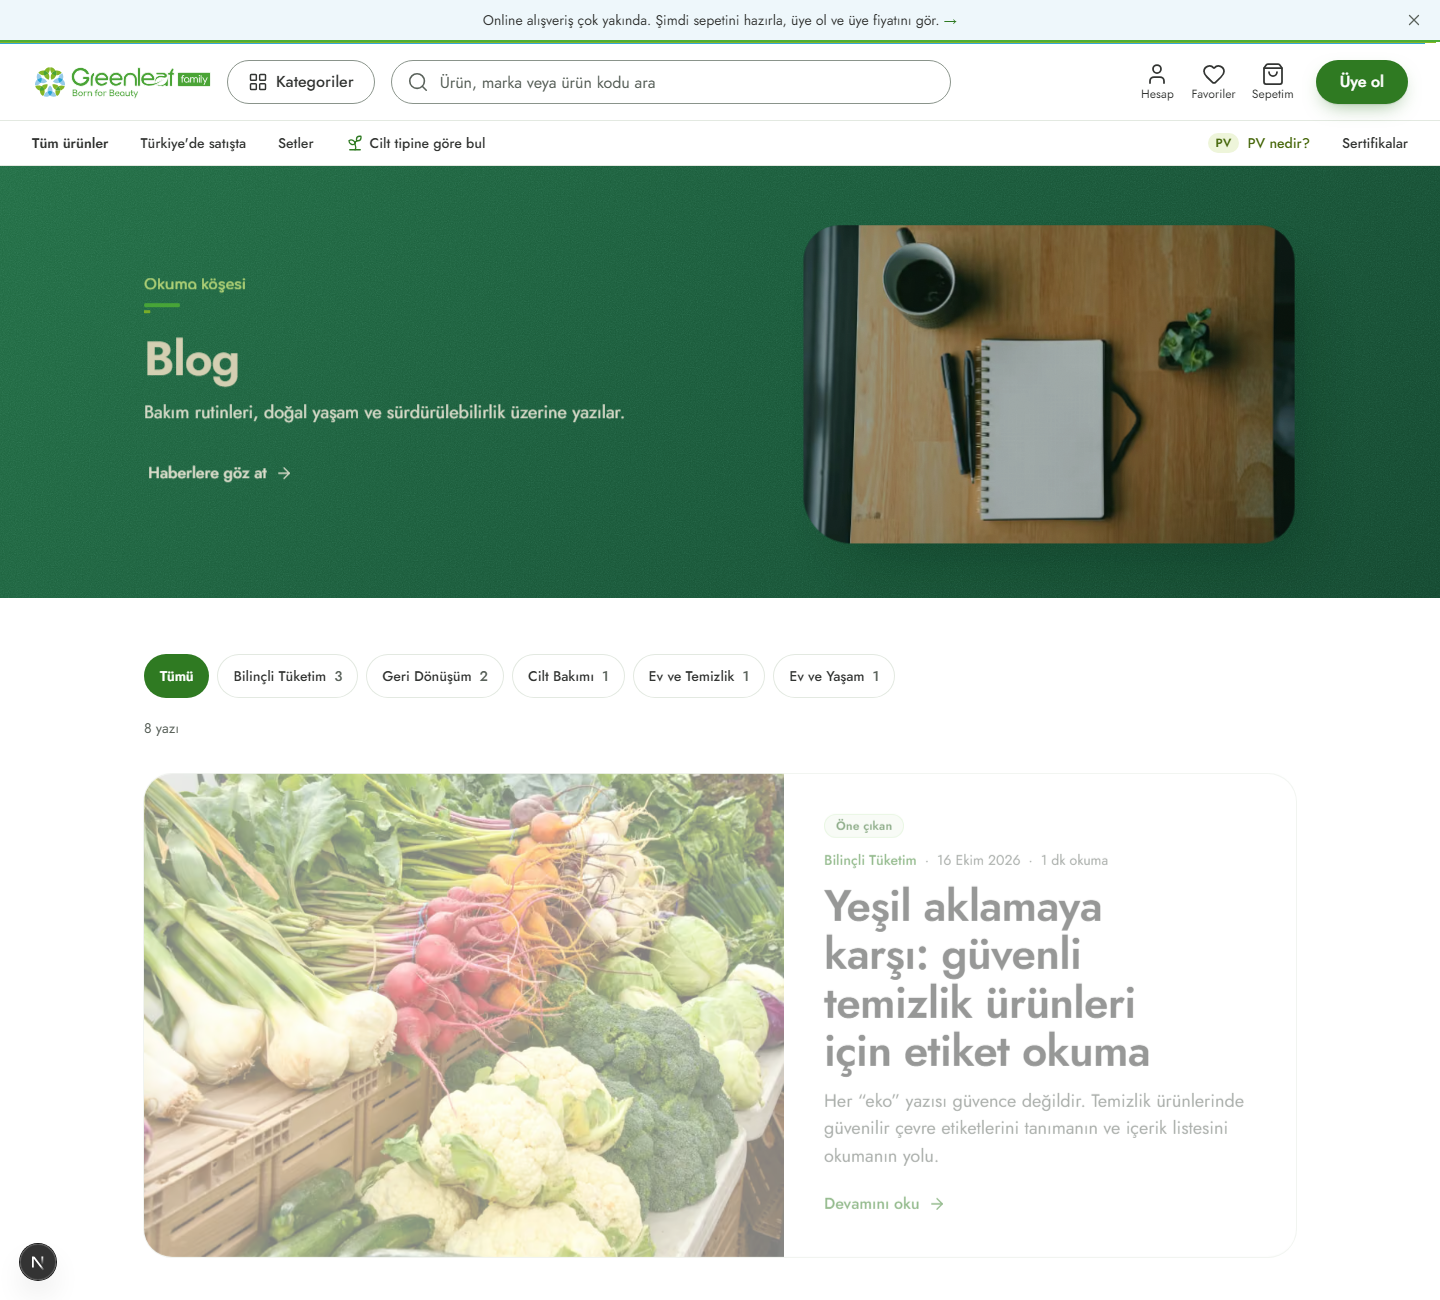 Online alışveriş çok yakında. Şimdi sepetini hazırla, üye ol ve üye fiyatını gör. →
Greenleaf family
Born for Beauty
Kategoriler
Ürün, marka veya ürün kodu ara
Hesap
Favoriler
Sepetim
Üye ol
Tüm ürünler
Türkiye'de satışta
Setler
Cilt tipine göre bul
PV
PV nedir?
Sertifikalar
Okuma köşesi
Blog
Bakım rutinleri, doğal yaşam ve sürdürülebilirlik üzerine yazılar.
Haberlere göz at →
Tümü
Bilinçli Tüketim 3
Geri Dönüşüm 2
Cilt Bakımı 1
Ev ve Temizlik 1
Ev ve Yaşam 1
8 yazı
Öne çıkan
Bilinçli Tüketim · 16 Ekim 2026 · 1 dk okuma
Yeşil aklamaya
karşı: güvenli
temizlik ürünleri
için etiket okuma
Her “eko” yazısı güvence değildir. Temizlik ürünlerinde
güvenilir çevre etiketlerini tanımanın ve içerik listesini
okumanın yolu.
Devamını oku →
N